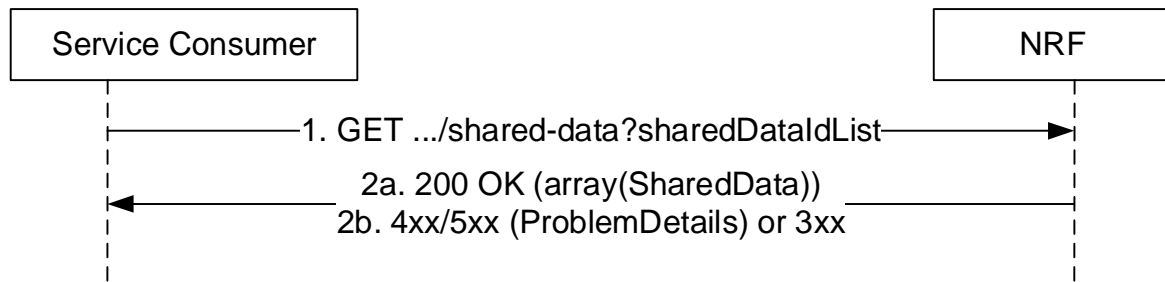 Service Consumer
NRF
1. GET .../shared-data?sharedDataIdList
2a. 200 OK (array(SharedData))
2b. 4xx/5xx (ProblemDetails) or 3xx